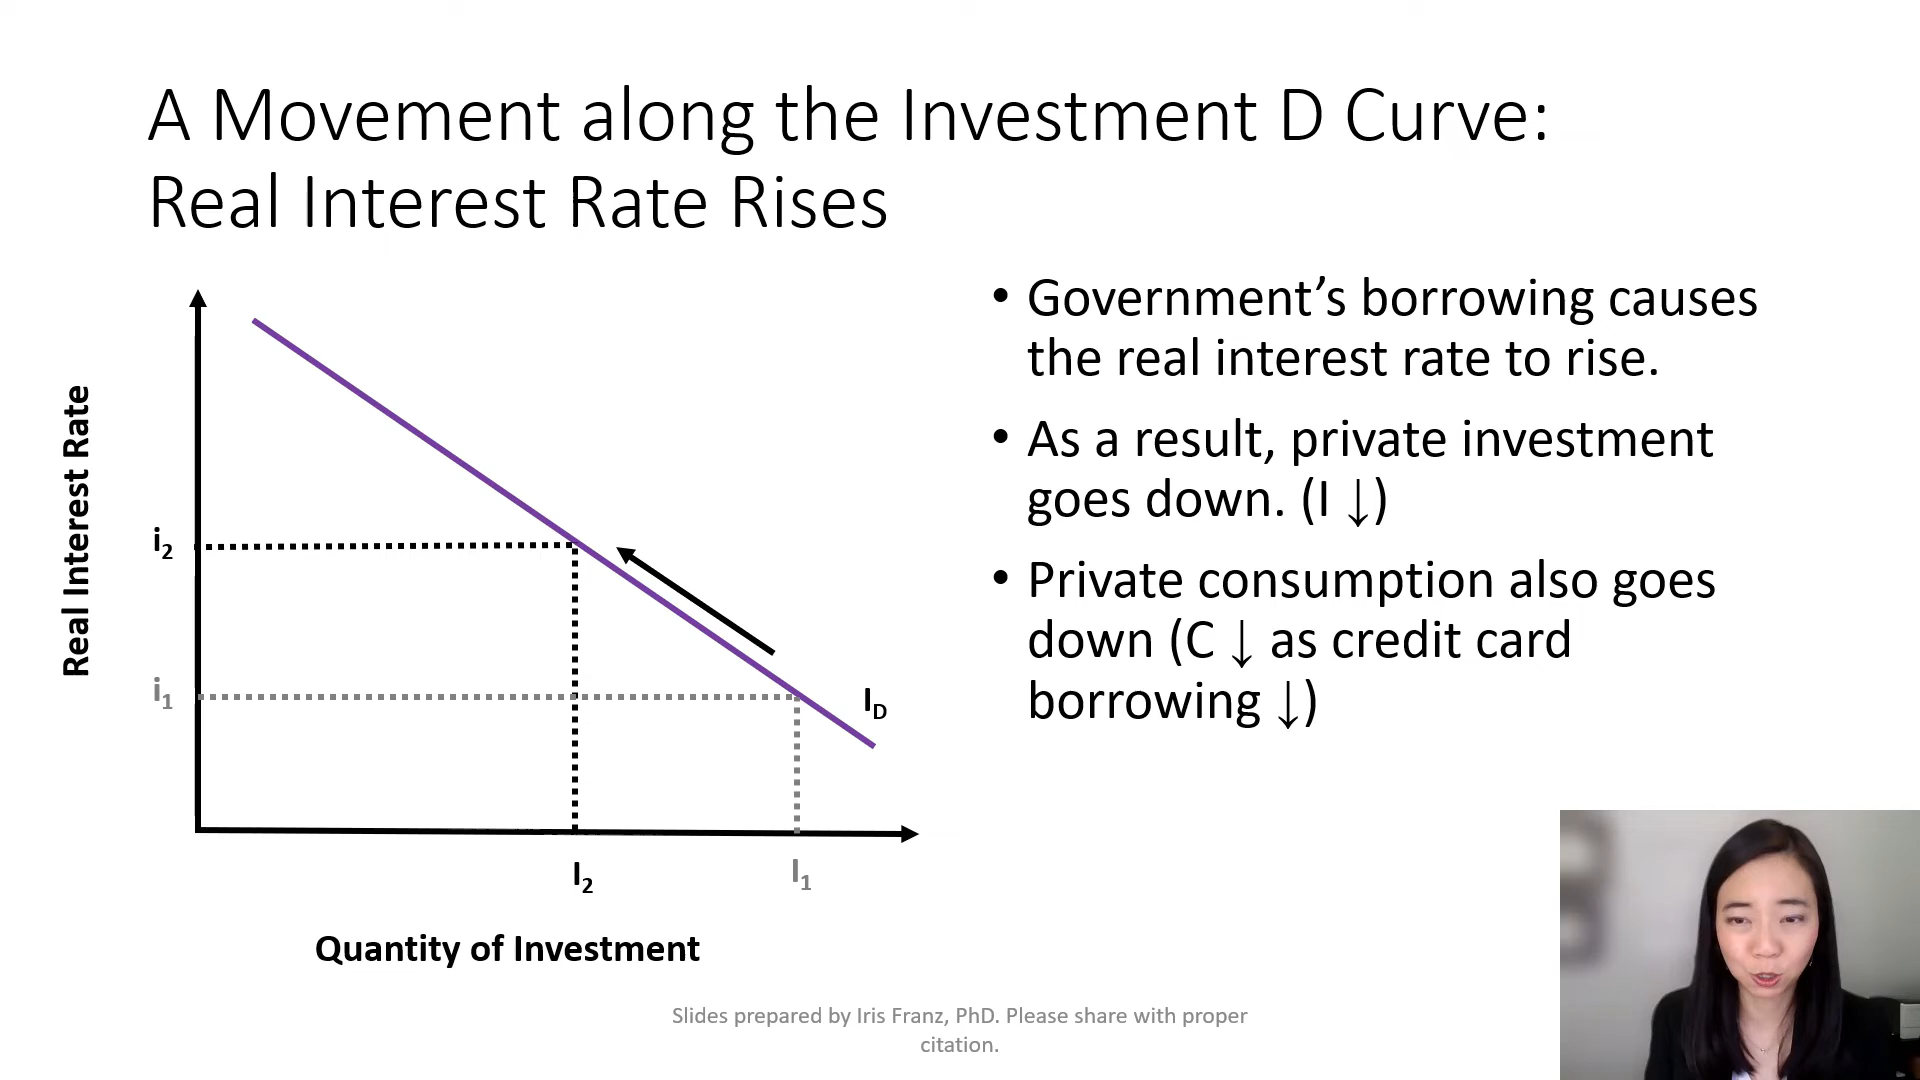 A Movement along the Investment D Curve:
Real Interest Rate Rises
Real Interest Rate
i₂
i₁
I_D
I₂
I₁
Quantity of Investment
• Government’s borrowing causes
the real interest rate to rise.
• As a result, private investment
goes down. (I ↓)
• Private consumption also goes
down (C ↓ as credit card
borrowing ↓)
Slides prepared by Iris Franz, PhD. Please share with proper
citation.